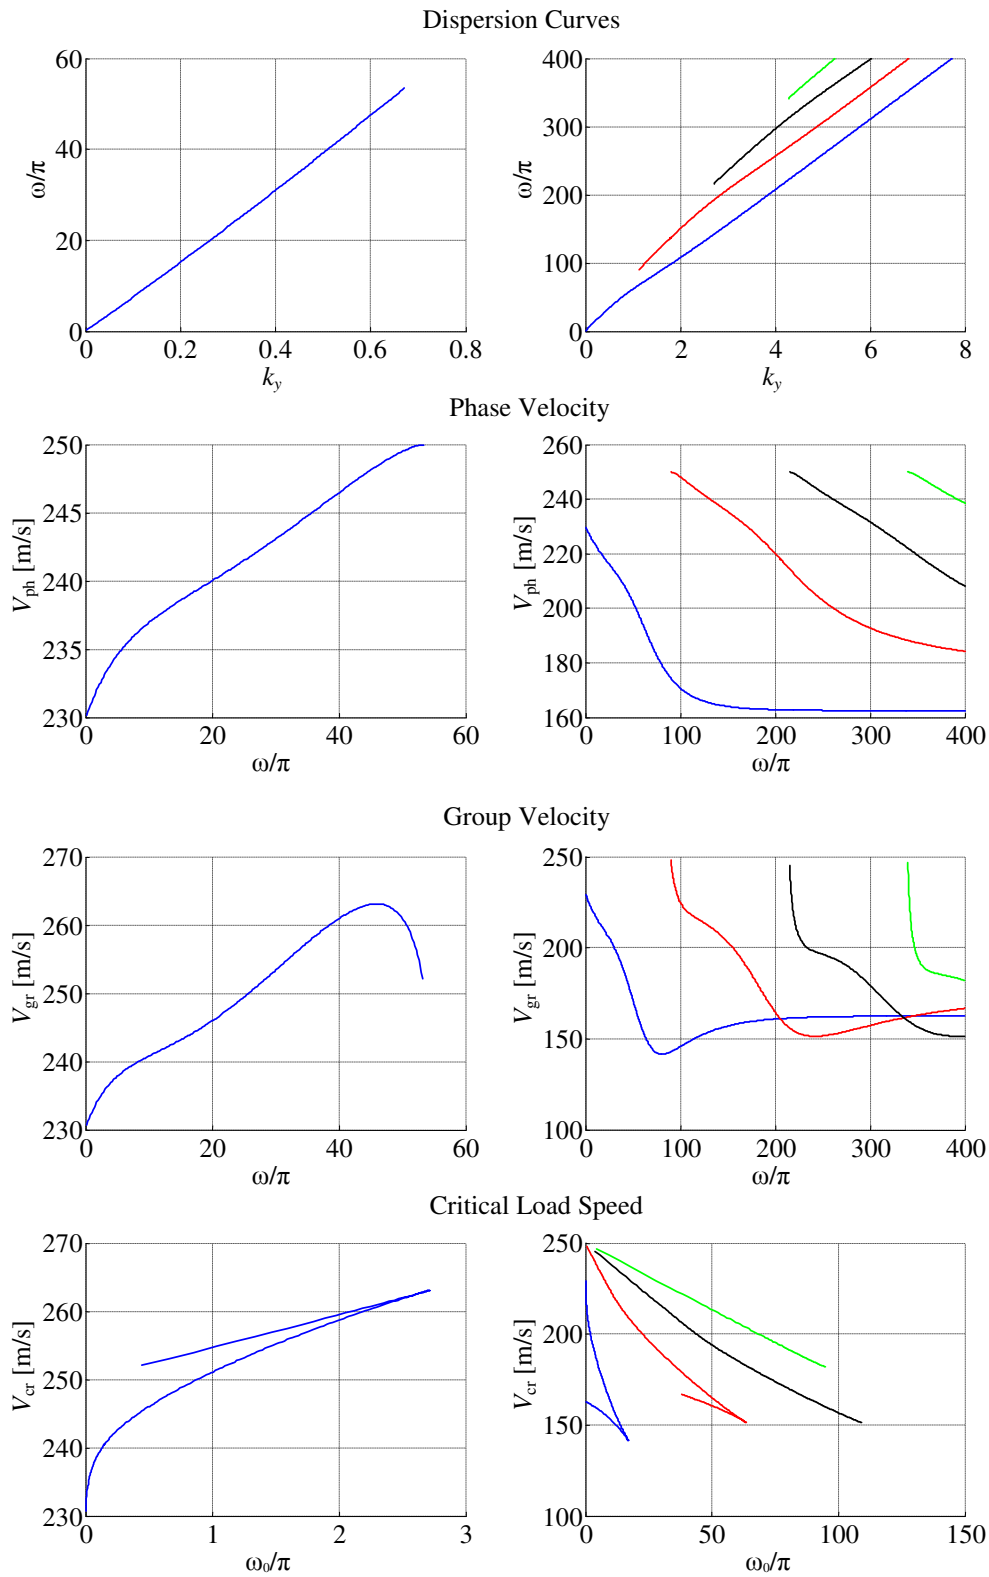 Dispersion Curves
60
40
20
0
ω/π
0 0.2 0.4 0.6 0.8
k_y
400
300
200
100
0
ω/π
0 2 4 6 8
k_y
Phase Velocity
250
245
240
235
230
V_ph [m/s]
0 20 40 60
ω/π
260
240
220
200
180
160
V_ph [m/s]
0 100 200 300 400
ω/π
Group Velocity
270
260
250
240
230
V_gr [m/s]
0 20 40 60
ω/π
250
200
150
100
V_gr [m/s]
0 100 200 300 400
ω/π
Critical Load Speed
270
260
250
240
230
V_cr [m/s]
0 1 2 3
ω₀/π
250
200
150
100
V_cr [m/s]
0 50 100 150
ω₀/π